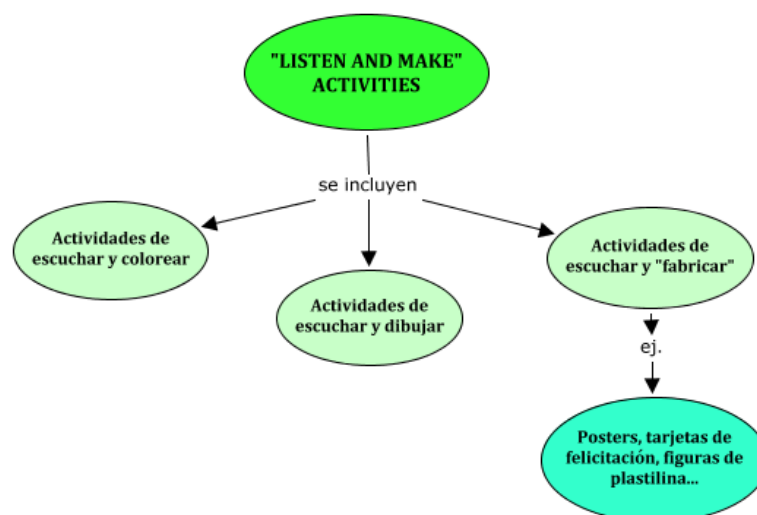 "LISTEN AND MAKE"
ACTIVITIES
se incluyen
Actividades de
escuchar y colorear
Actividades de
escuchar y dibujar
Actividades de
escuchar y "fabricar"
ej.
Posters, tarjetas de
felicitación, figuras de
plastilina...